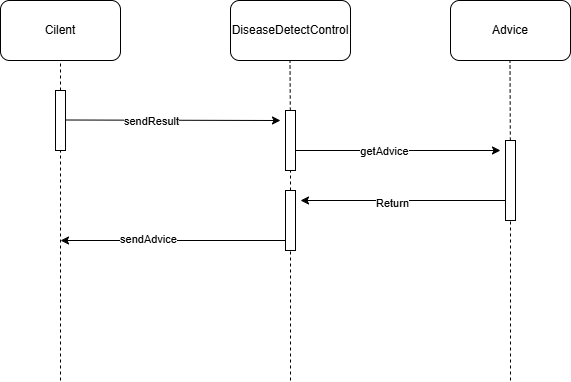 Cilent
DiseaseDetectControl
Advice
sendResult
getAdvice
Return
sendAdvice